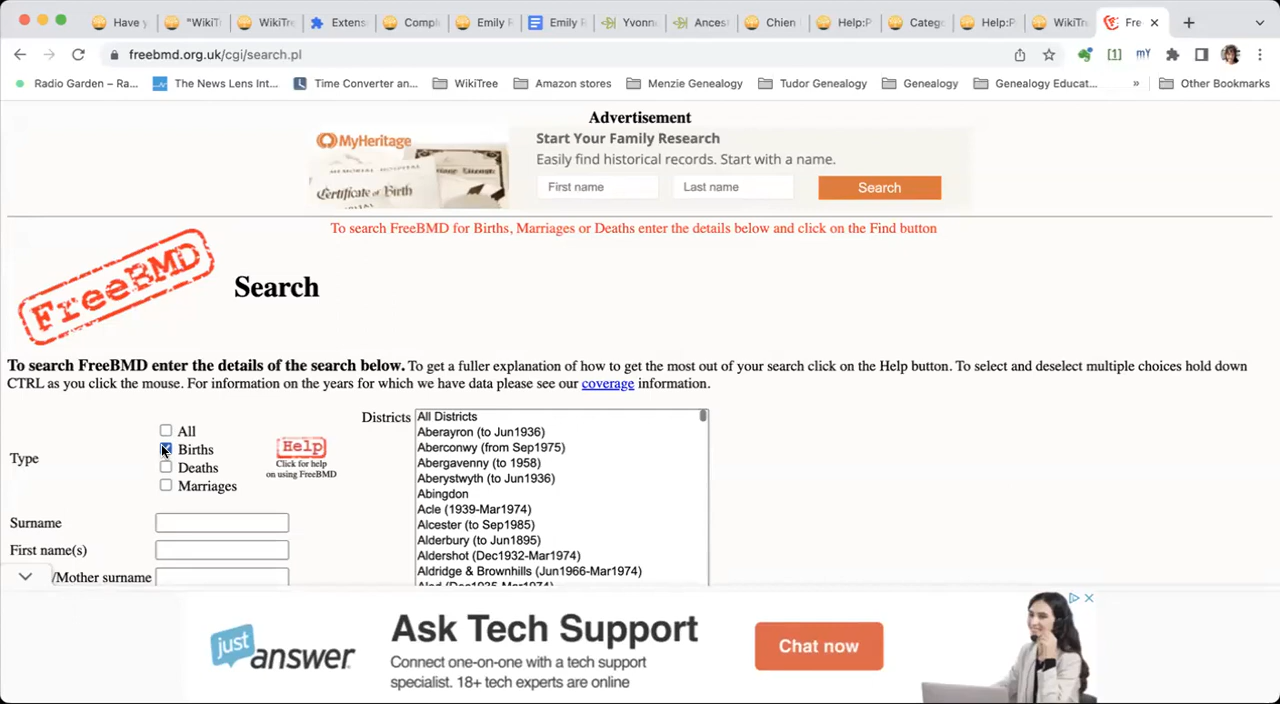 Have y
"WikiTr
WikiTre
Extens
Compl
Emily R
Emily R
Yvonn
Ances
Chien
Help:P
Catego
Help:P
WikiTr
Fre
freebmd.org.uk/cgi/search.pl
[1]
mY
Radio Garden – Ra...
The News Lens Int...
Time Converter an...
WikiTree
Amazon stores
Menzie Genealogy
Tudor Genealogy
Genealogy
Genealogy Educat...
»
Other Bookmarks
Advertisement
MyHeritage
Certificate of Birth
Start Your Family Research
Easily find historical records. Start with a name.
First name
Last name
Search
To search FreeBMD for Births, Marriages or Deaths enter the details below and click on the Find button
FreeBMD
Search
To search FreeBMD enter the details of the search below. To get a fuller explanation of how to get the most out of your search click on the Help button. To select and deselect multiple choices hold down
CTRL as you click the mouse. For information on the years for which we have data please see our coverage information.
Type
All
Births
Deaths
Marriages
Help
Click for help
on using FreeBMD
Surname
First name(s)
/Mother surname
Districts
All Districts
Aberayron (to Jun1936)
Aberconwy (from Sep1975)
Abergavenny (to 1958)
Aberystwyth (to Jun1936)
Abingdon
Acle (1939-Mar1974)
Alcester (to Sep1985)
Alderbury (to Jun1895)
Aldershot (Dec1932-Mar1974)
Aldridge & Brownhills (Jun1966-Mar1974)
Aled (Dec1935-Mar1974)
just
answer
Ask Tech Support
Connect one-on-one with a tech support
specialist. 18+ tech experts are online
Chat now